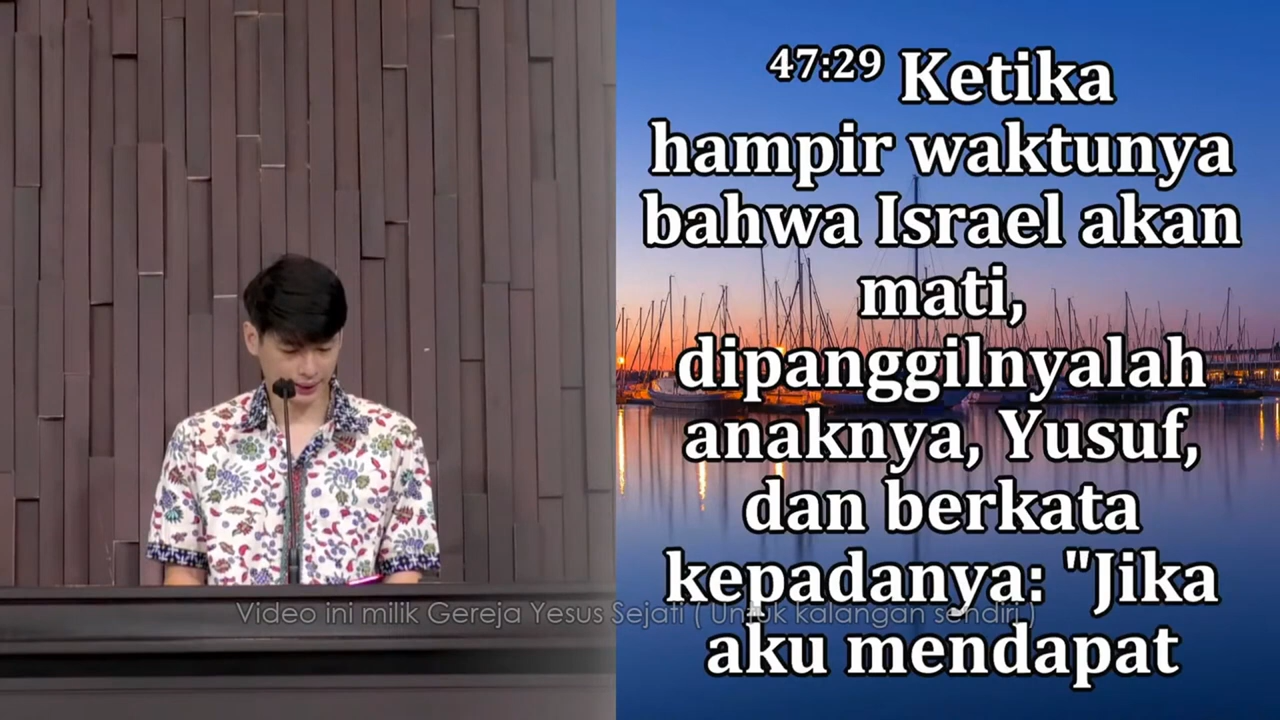 47:29 Ketika
hampir waktunya
bahwa Israel akan
mati,
dipanggilnyalah
anaknya, Yusuf,
dan berkata
kepadanya: "Jika
aku mendapat
Video ini milik Gereja Yesus Sejati ( Untuk kalangan sendiri )